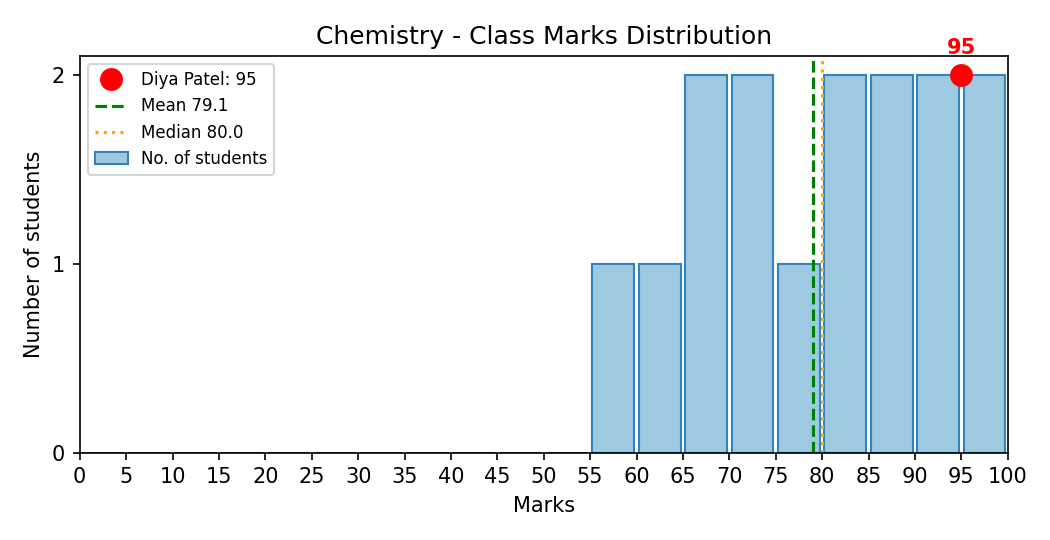 Chemistry - Class Marks Distribution
95
Diya Patel: 95
Mean 79.1
Median 80.0
No. of students
Number of students
2
1
0
0 5 10 15 20 25 30 35 40 45 50 55 60 65 70 75 80 85 90 95 100
Marks